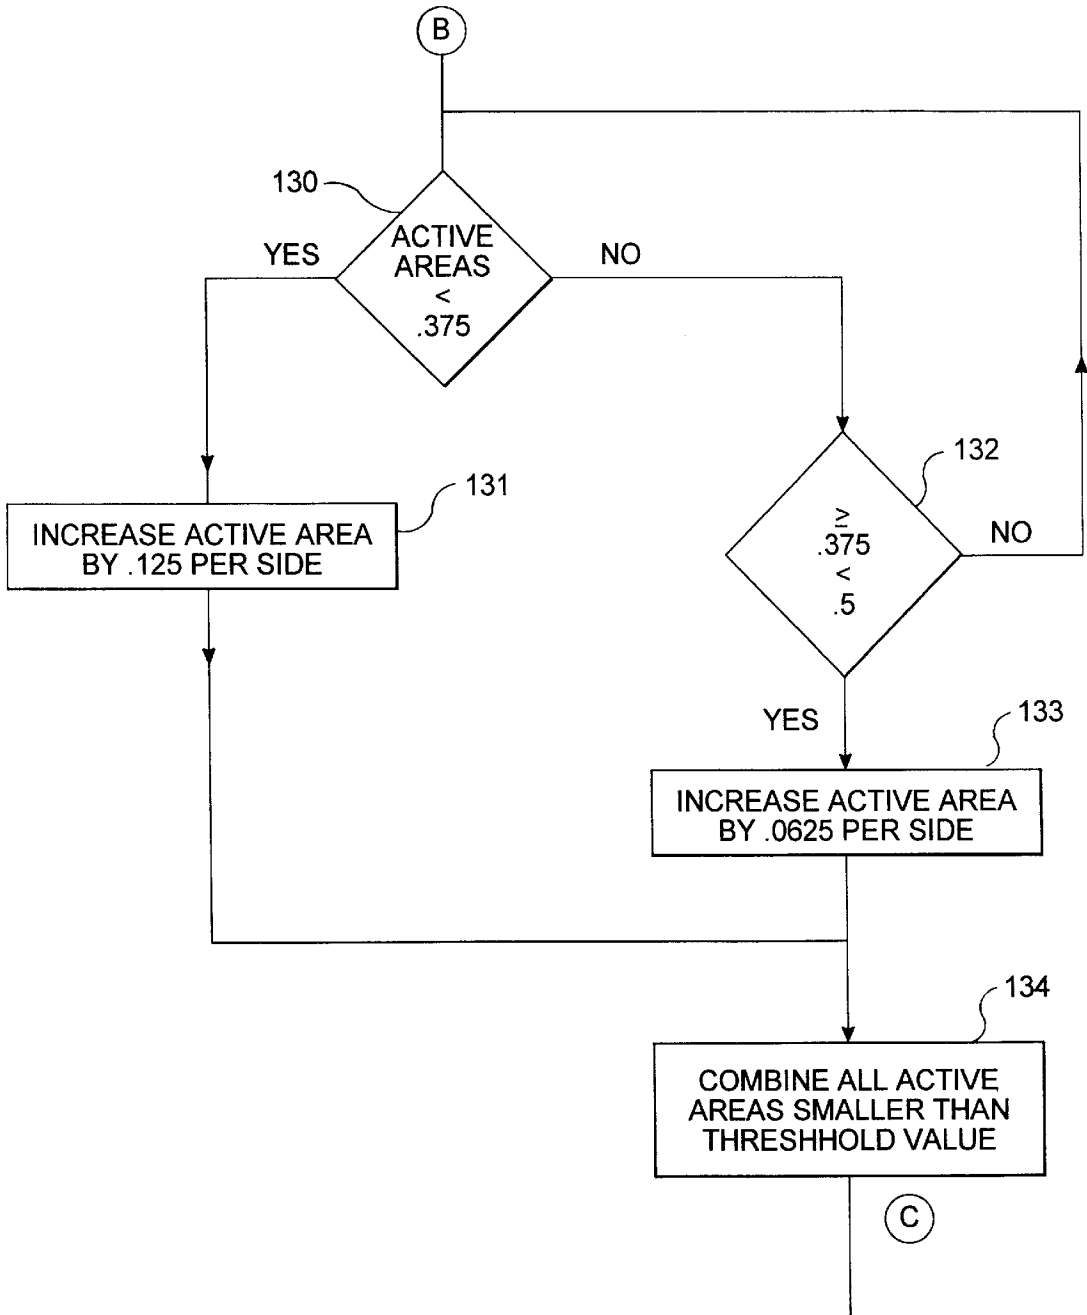 B
130
ACTIVE
AREAS
<
.375
YES
NO
132
≥
.375
<
.5
NO
131
INCREASE ACTIVE AREA
BY .125 PER SIDE
YES
133
INCREASE ACTIVE AREA
BY .0625 PER SIDE
134
COMBINE ALL ACTIVE
AREAS SMALLER THAN
THRESHHOLD VALUE
C